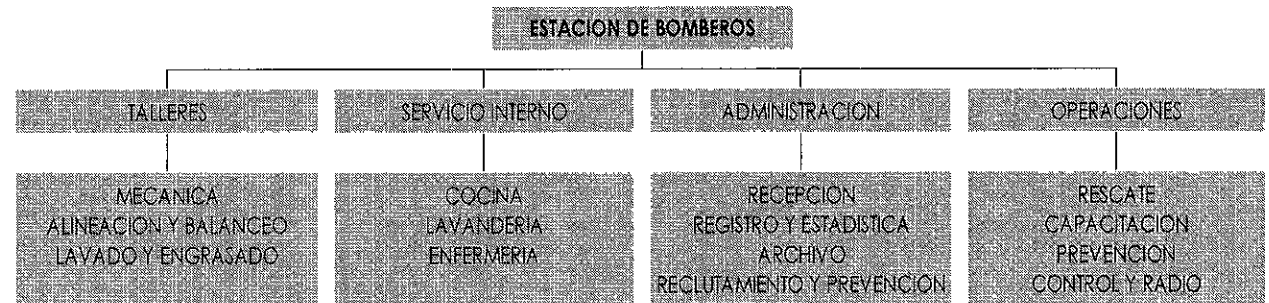 ESTACION DE BOMBEROS
TALLERES
SERVICIO INTERNO
ADMINISTRACION
OPERACIONES
MECANICA
ALINEACION Y BALANCEO
LAVADO Y ENGRASADO
COCINA
LAVANDERIA
ENFERMERIA
RECEPCION
REGISTRO Y ESTADISTICA
ARCHIVO
RECLUTAMIENTO Y PREVENCION
RESCATE
CAPACITACION
PREVENCION
CONTROL Y RADIO